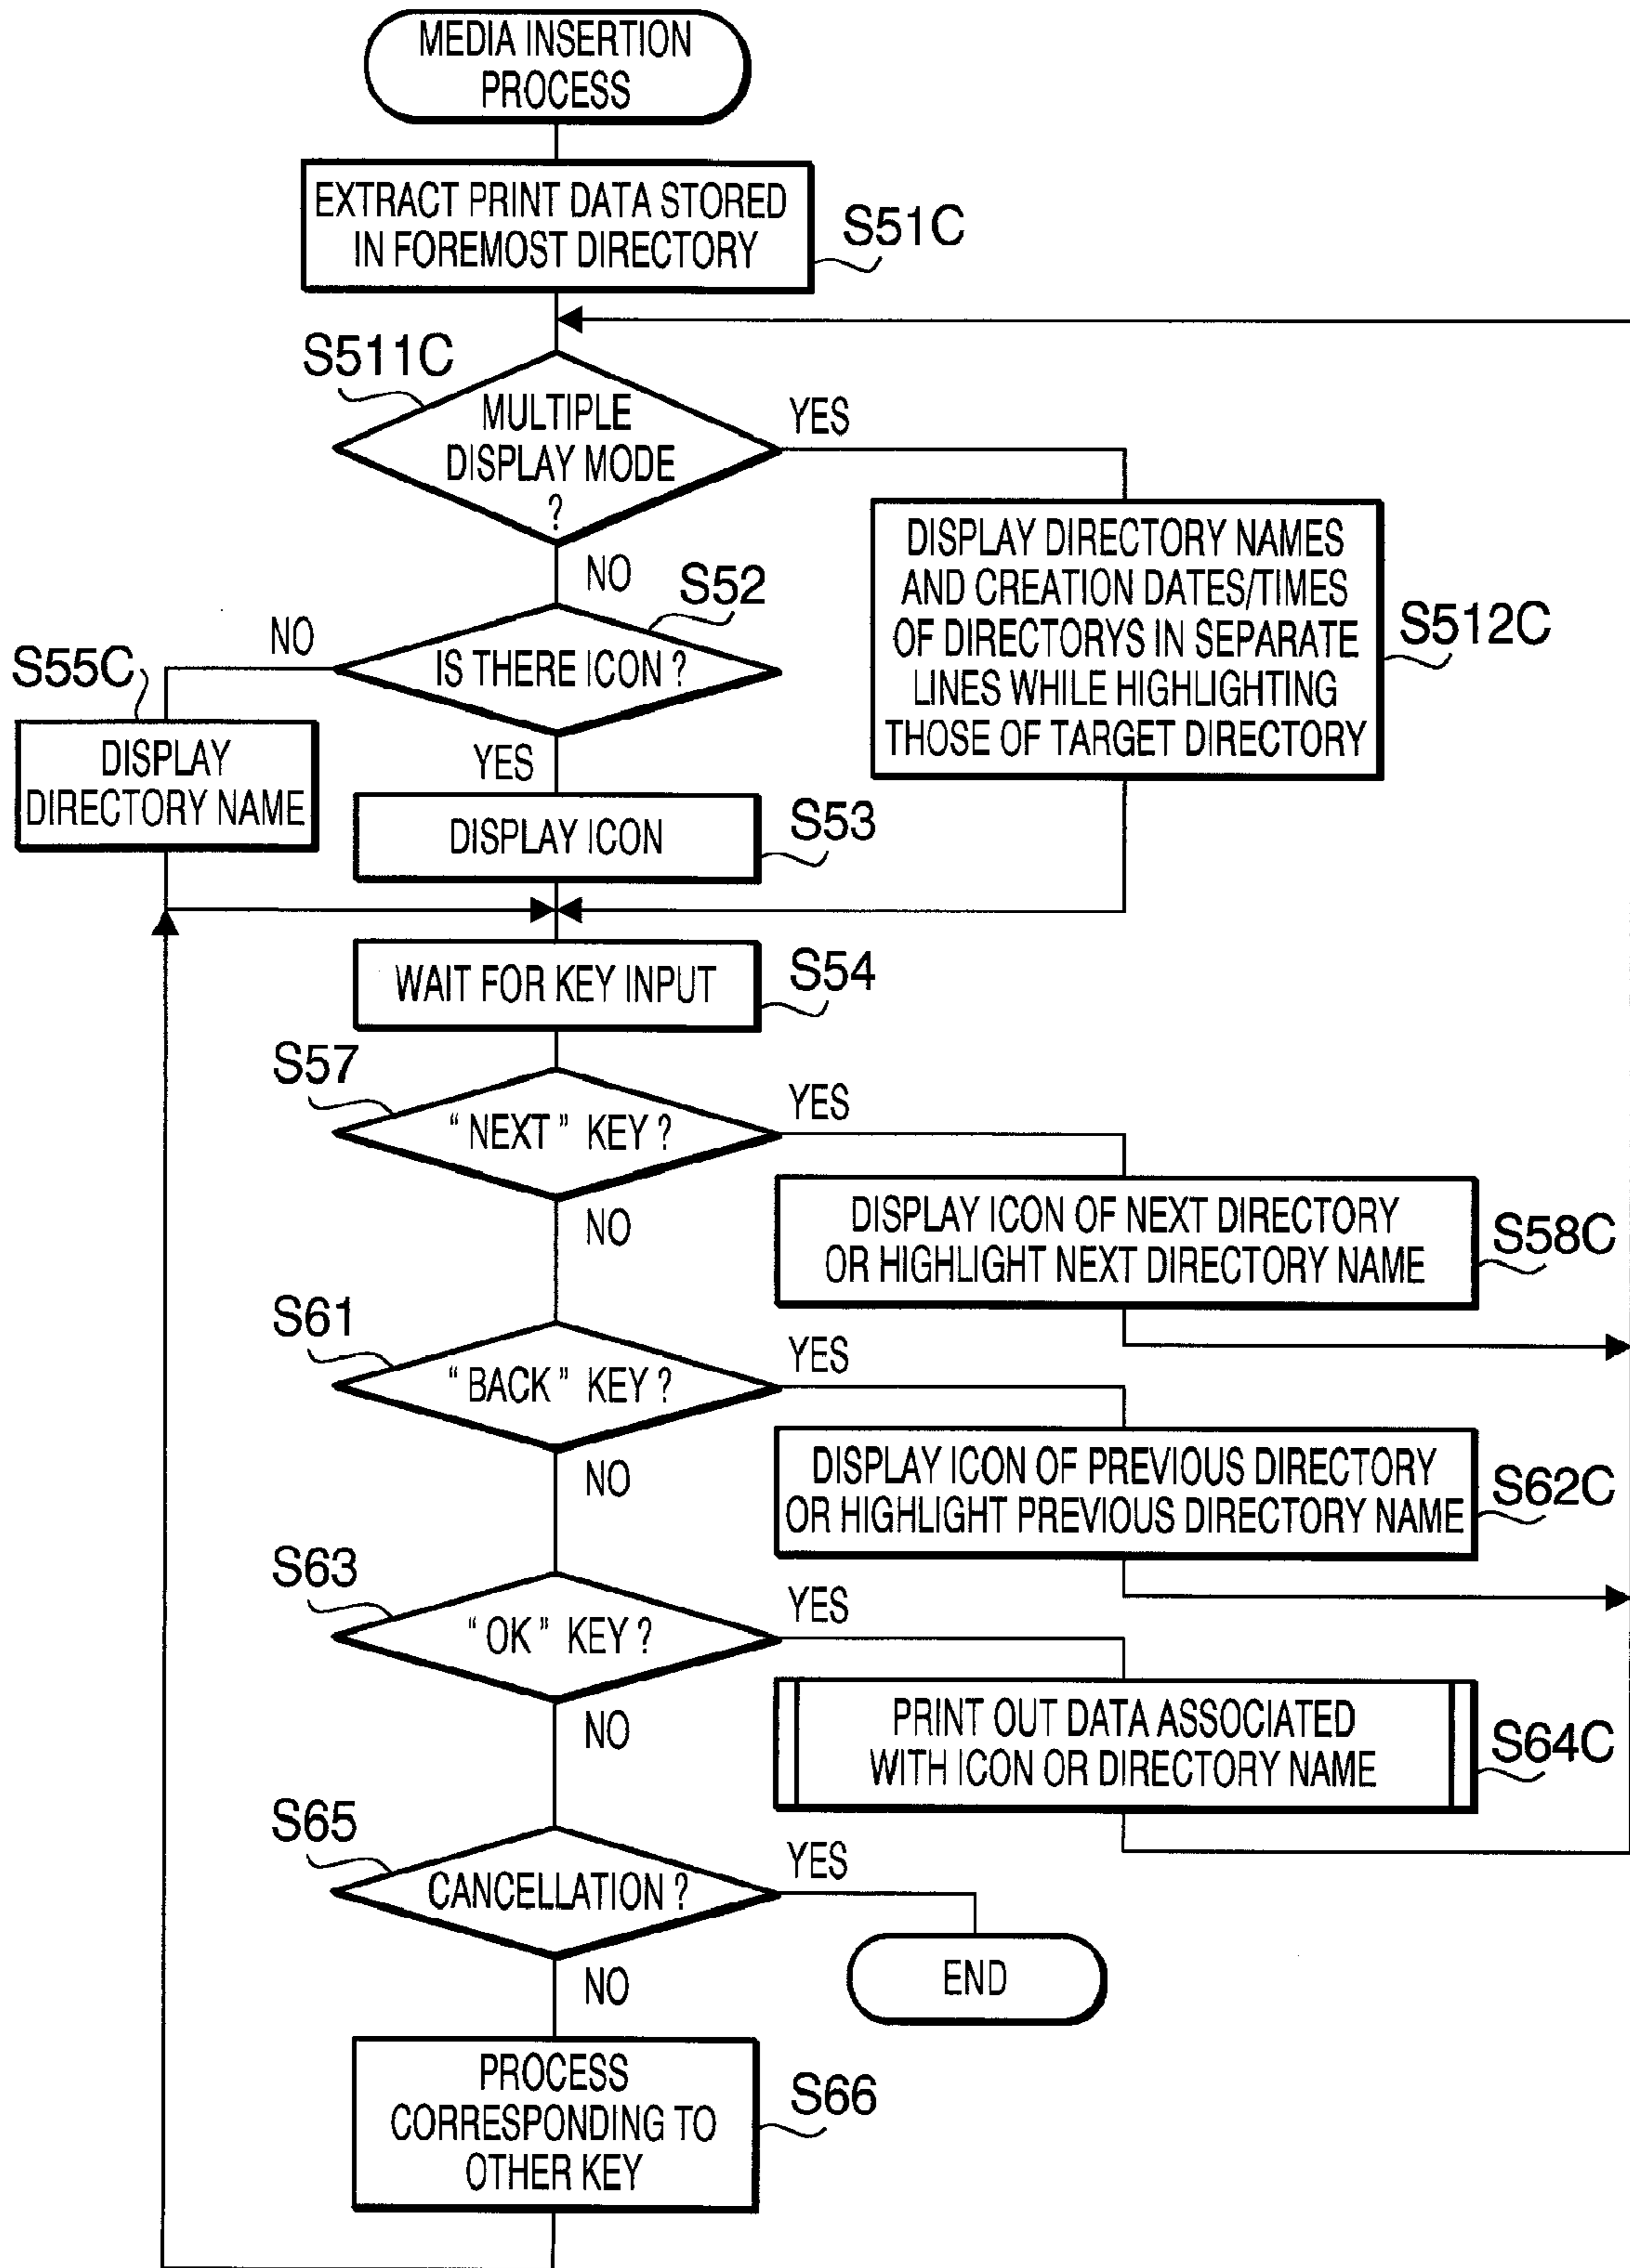 MEDIA INSERTION
PROCESS
EXTRACT PRINT DATA STORED
IN FOREMOST DIRECTORY
S51C
S511C
MULTIPLE
DISPLAY MODE
?
YES
NO
DISPLAY DIRECTORY NAMES
AND CREATION DATES/TIMES
OF DIRECTORYS IN SEPARATE
LINES WHILE HIGHLIGHTING
THOSE OF TARGET DIRECTORY
S512C
S52
IS THERE ICON ?
NO
YES
S55C
DISPLAY
DIRECTORY NAME
DISPLAY ICON
S53
WAIT FOR KEY INPUT
S54
S57
" NEXT " KEY ?
YES
NO
DISPLAY ICON OF NEXT DIRECTORY
OR HIGHLIGHT NEXT DIRECTORY NAME
S58C
S61
" BACK " KEY ?
YES
NO
DISPLAY ICON OF PREVIOUS DIRECTORY
OR HIGHLIGHT PREVIOUS DIRECTORY NAME
S62C
S63
" OK " KEY ?
YES
NO
PRINT OUT DATA ASSOCIATED
WITH ICON OR DIRECTORY NAME
S64C
S65
CANCELLATION ?
YES
NO
END
PROCESS
CORRESPONDING TO
OTHER KEY
S66